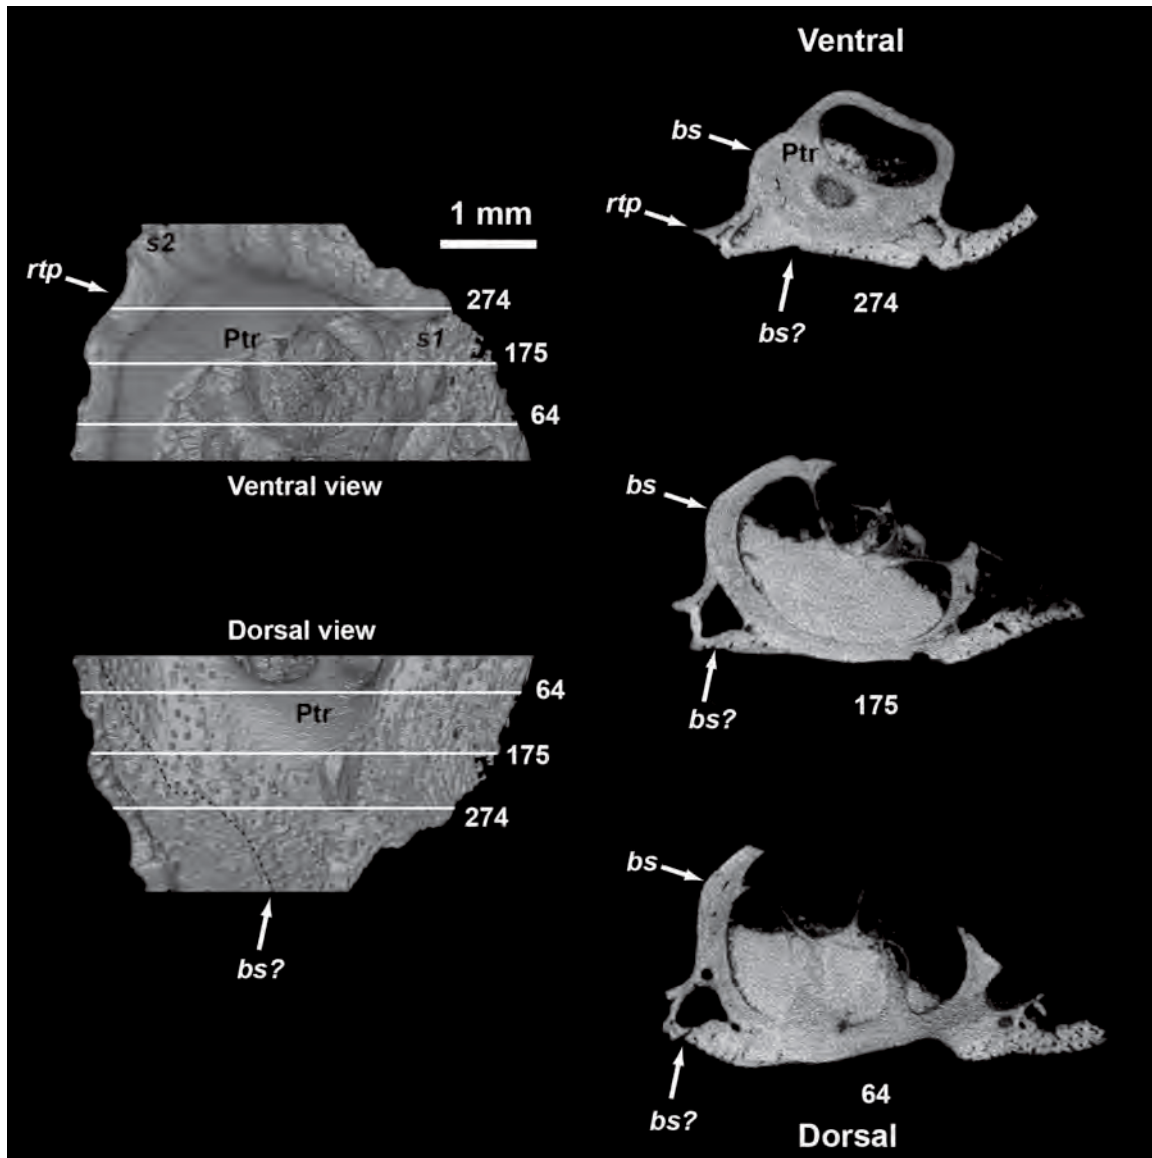 Ventral
bs
Ptr
rtp
274
bs?
1 mm
s2
rtp
274
Ptr
s1
175
64
Ventral view
bs
bs?
175
Dorsal view
64
Ptr
175
274
bs?
bs
bs?
64
Dorsal